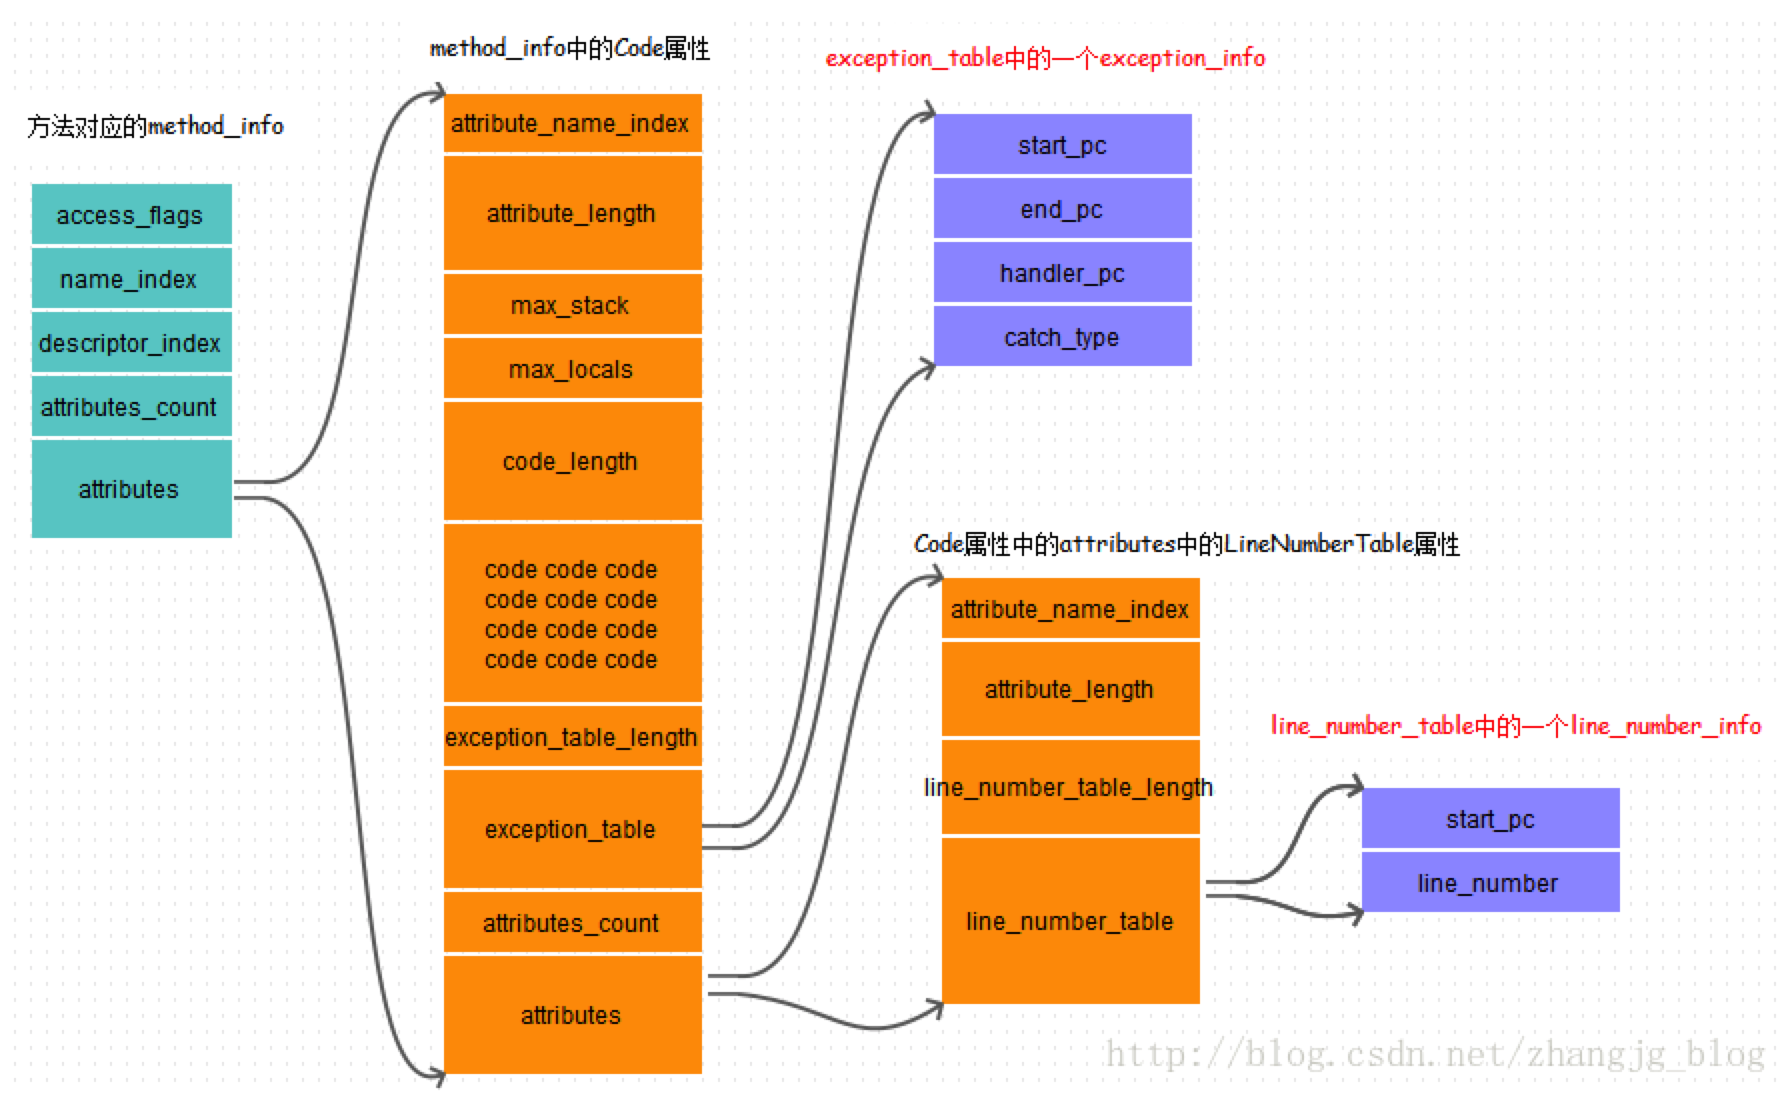 方法对应的method_info
access_flags
name_index
descriptor_index
attributes_count
attributes
method_info中的Code属性
attribute_name_index
attribute_length
max_stack
max_locals
code_length
code code code
code code code
code code code
code code code
exception_table_length
exception_table
attributes_count
attributes
exception_table中的一个exception_info
start_pc
end_pc
handler_pc
catch_type
Code属性中的attributes中的LineNumberTable属性
attribute_name_index
attribute_length
line_number_table_length
line_number_table
line_number_table中的一个line_number_info
start_pc
line_number
http://blog.csdn.net/zhangjg_blog